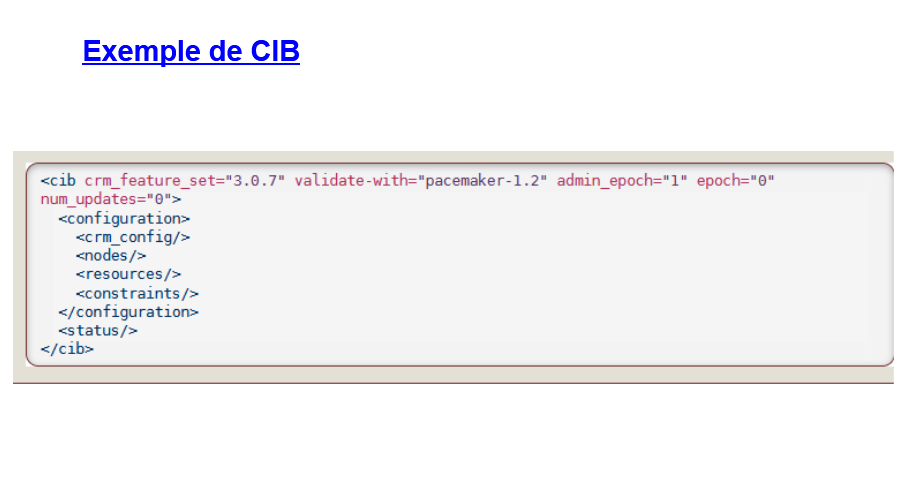 Exemple de CIB
<cib crm_feature_set="3.0.7" validate-with="pacemaker-1.2" admin_epoch="1" epoch="0"
num_updates="0">
  <configuration>
    <crm_config/>
    <nodes/>
    <resources/>
    <constraints/>
  </configuration>
  <status/>
</cib>